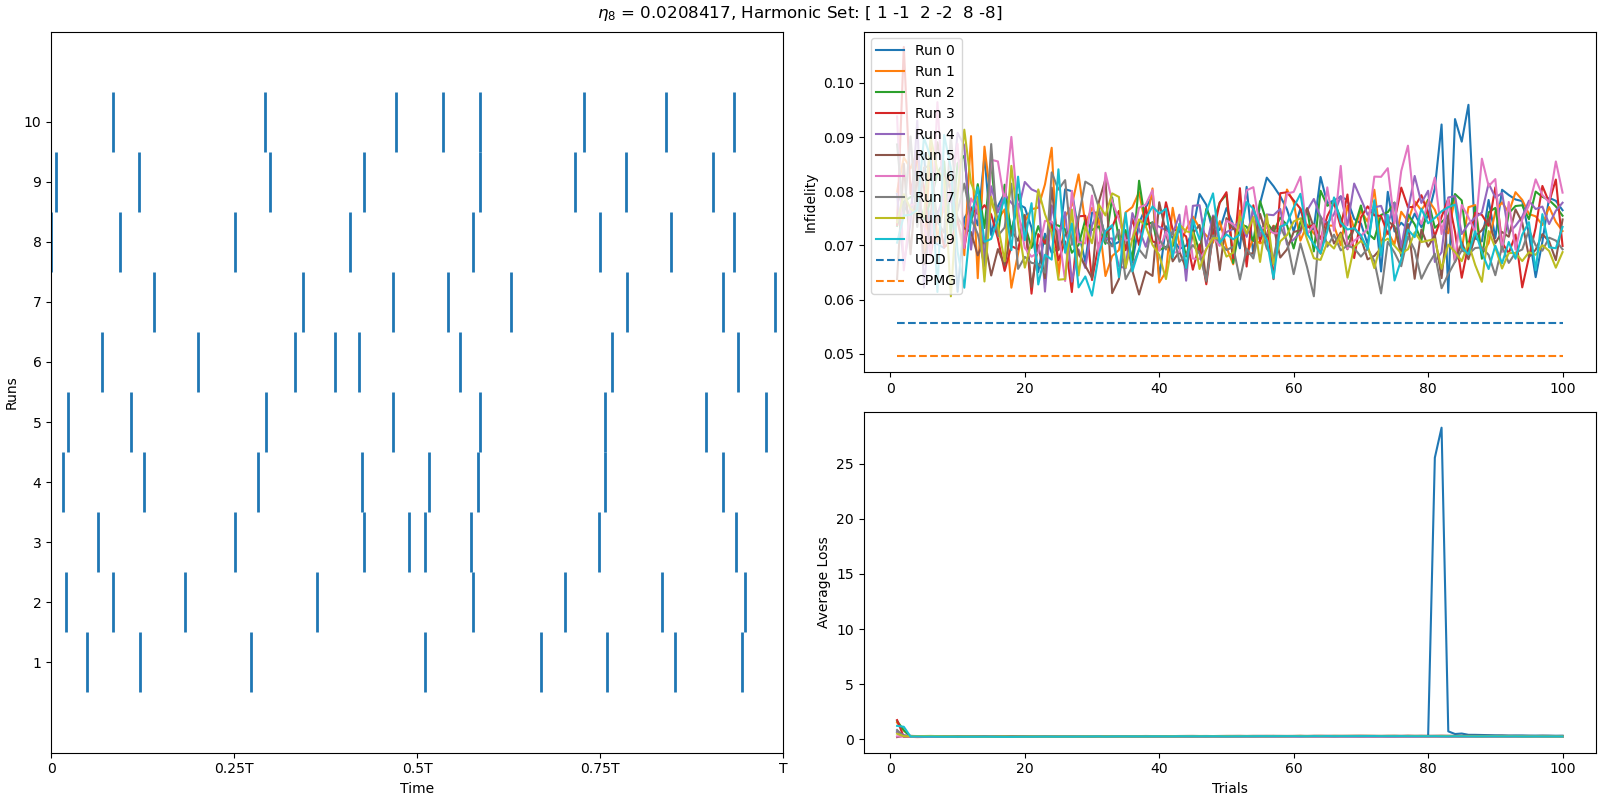 η8 = 0.0208417, Harmonic Set: [ 1 -1  2 -2  8 -8]
10
9
8
7
6
5
4
3
2
1
Runs
0
0.25T
0.5T
0.75T
T
Time
0.10
0.09
0.08
0.07
0.06
0.05
Infidelity
Run 0
Run 1
Run 2
Run 3
Run 4
Run 5
Run 6
Run 7
Run 8
Run 9
UDD
CPMG
0
20
40
60
80
100
25
20
15
10
5
0
Average Loss
0
20
40
60
80
100
Trials